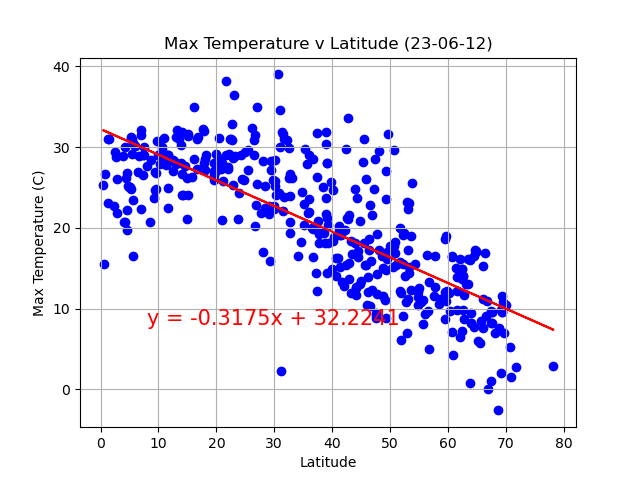 Max Temperature v Latitude (23-06-12)
40
30
20
10
0
Max Temperature (C)
y = -0.3175x + 32.2241
0 10 20 30 40 50 60 70 80
Latitude